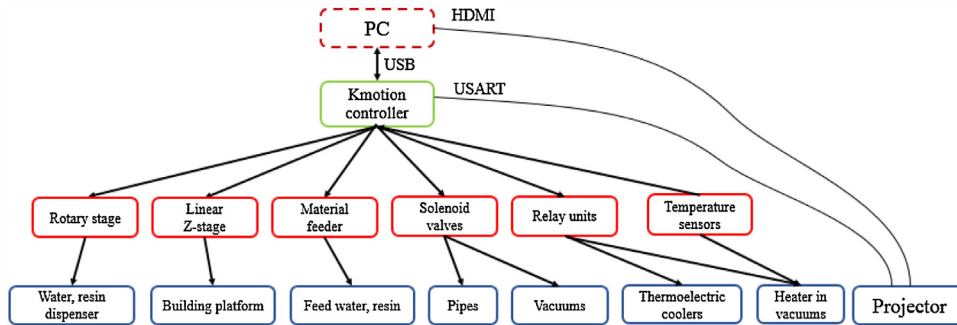 HDMI
PC
USB
USART
Kmotion
controller
Rotary stage
Linear
Z-stage
Material
feeder
Solenoid
valves
Relay units
Temperature
sensors
Water, resin
dispenser
Building platform
Feed water, resin
Pipes
Vacuums
Thermoelectric
coolers
Heater in
vacuums
Projector